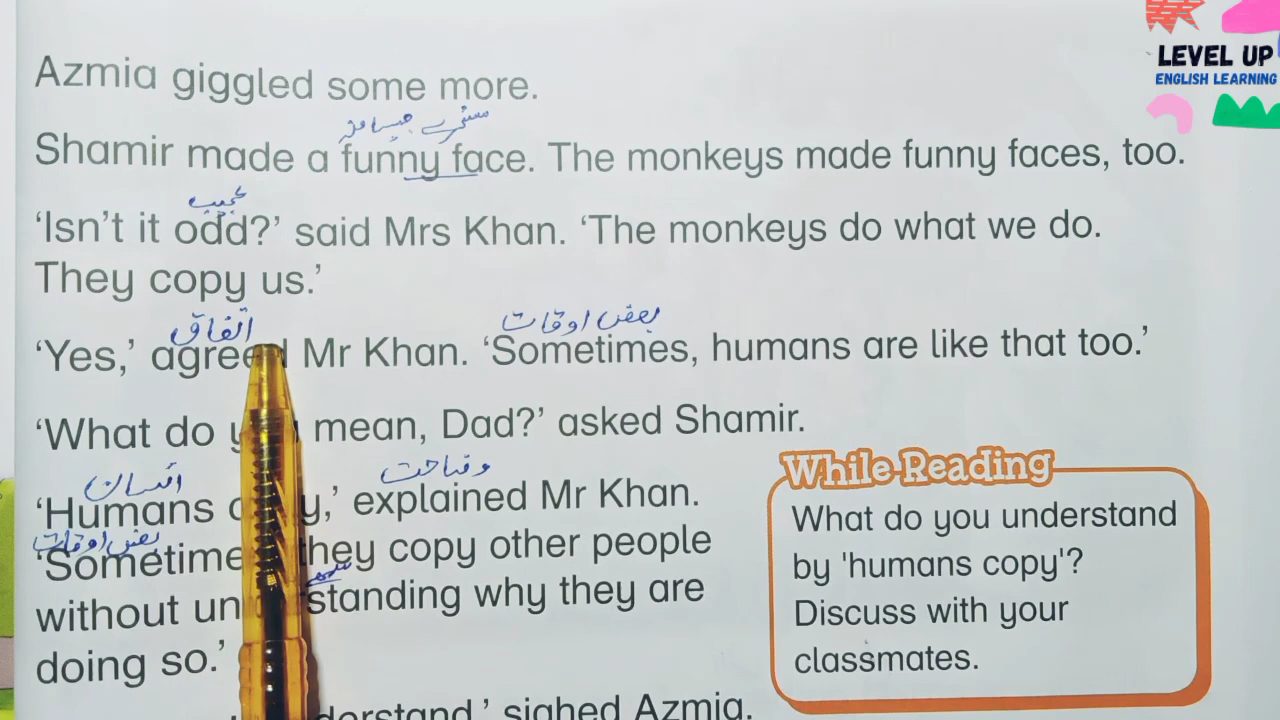 LEVEL UP
ENGLISH LEARNING
Azmia giggled some more.
مسخرے جیسا منہ
Shamir made a funny face. The monkeys made funny faces, too.
عجیب
‘Isn’t it odd?’ said Mrs Khan. ‘The monkeys do what we do.
They copy us.’
اتفاق
بعض اوقات
‘Yes,’ agreed Mr Khan. ‘Sometimes, humans are like that too.’
‘What do mean, Dad?’ asked Shamir.
انسان
وضاحت
‘Humans explained Mr Khan.
بعض اوقات
‘Sometime they copy other people
سمجھ
without un standing why they are
doing so.’
derstand,’ sighed Azmia.
While Reading
What do you understand
by 'humans copy'?
Discuss with your
classmates.